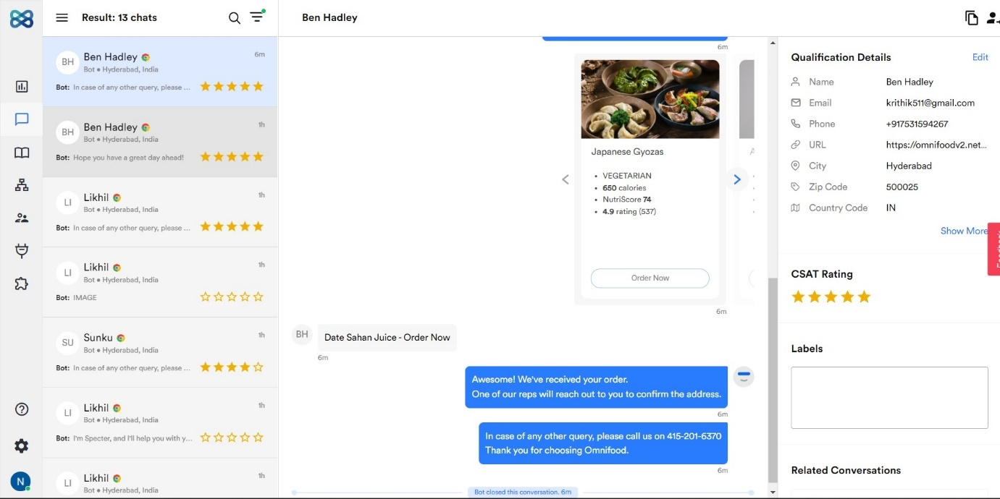 Result: 13 chats
BH
Ben Hadley
6m
Bot • Hyderabad, India
Bot: In case of any other query, please ...
BH
Ben Hadley
1h
Bot • Hyderabad, India
Bot: Hope you have a great day ahead!
LI
Likhil
1h
Bot • Hyderabad, India
Bot: In case of any other query, please ...
LI
Likhil
1h
Bot • Hyderabad, India
Bot: IMAGE
SU
Sunku
1h
Bot • Hyderabad, India
Bot: In case of any other query, please ...
LI
Likhil
1h
Bot • Hyderabad, India
Bot: I'm Specter, and I'll help you with y...
LI
Likhil
1h
Bot • Hyderabad, India
N
Ben Hadley
6m
Japanese Gyozas
• VEGETARIAN
• 650 calories
• NutriScore 74
• 4.9 rating (537)
Order Now
6m
BH
Date Sahan Juice - Order Now
6m
Awesome! We've received your order.
One of our reps will reach out to you to confirm the address.
6m
In case of any other query, please call us on 415-201-6370
Thank you for choosing Omnifood.
6m
Bot closed this conversation. 6m
Qualification Details
Edit
Name Ben Hadley
Email krithik511@gmail.com
Phone +917531594267
URL https://omnifoodv2.net...
City Hyderabad
Zip Code 500025
Country Code IN
Show More
CSAT Rating
Labels
Related Conversations